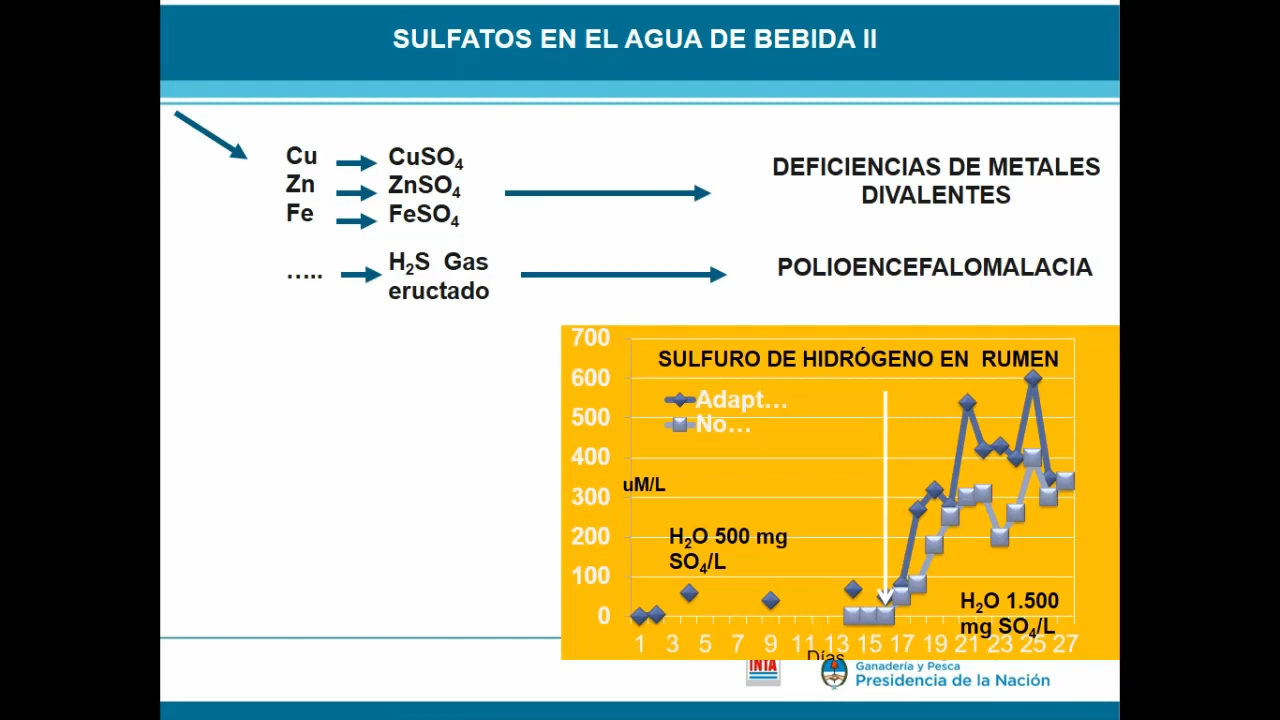 SULFATOS EN EL AGUA DE BEBIDA II
Cu
CuSO4
Zn
ZnSO4
Fe
FeSO4
DEFICIENCIAS DE METALES
DIVALENTES
…..
H2S Gas
eructado
POLIOENCEFALOMALACIA
SULFURO DE HIDRÓGENO EN RUMEN
Adapt…
No…
700
600
500
400
300
200
100
0
uM/L
H2O 500 mg
SO4/L
H2O 1.500
mg SO4/L
1 3 5 7 9 11 13 15 17 19 21 23 25 27
Días
INTA
Ganadería y Pesca
Presidencia de la Nación